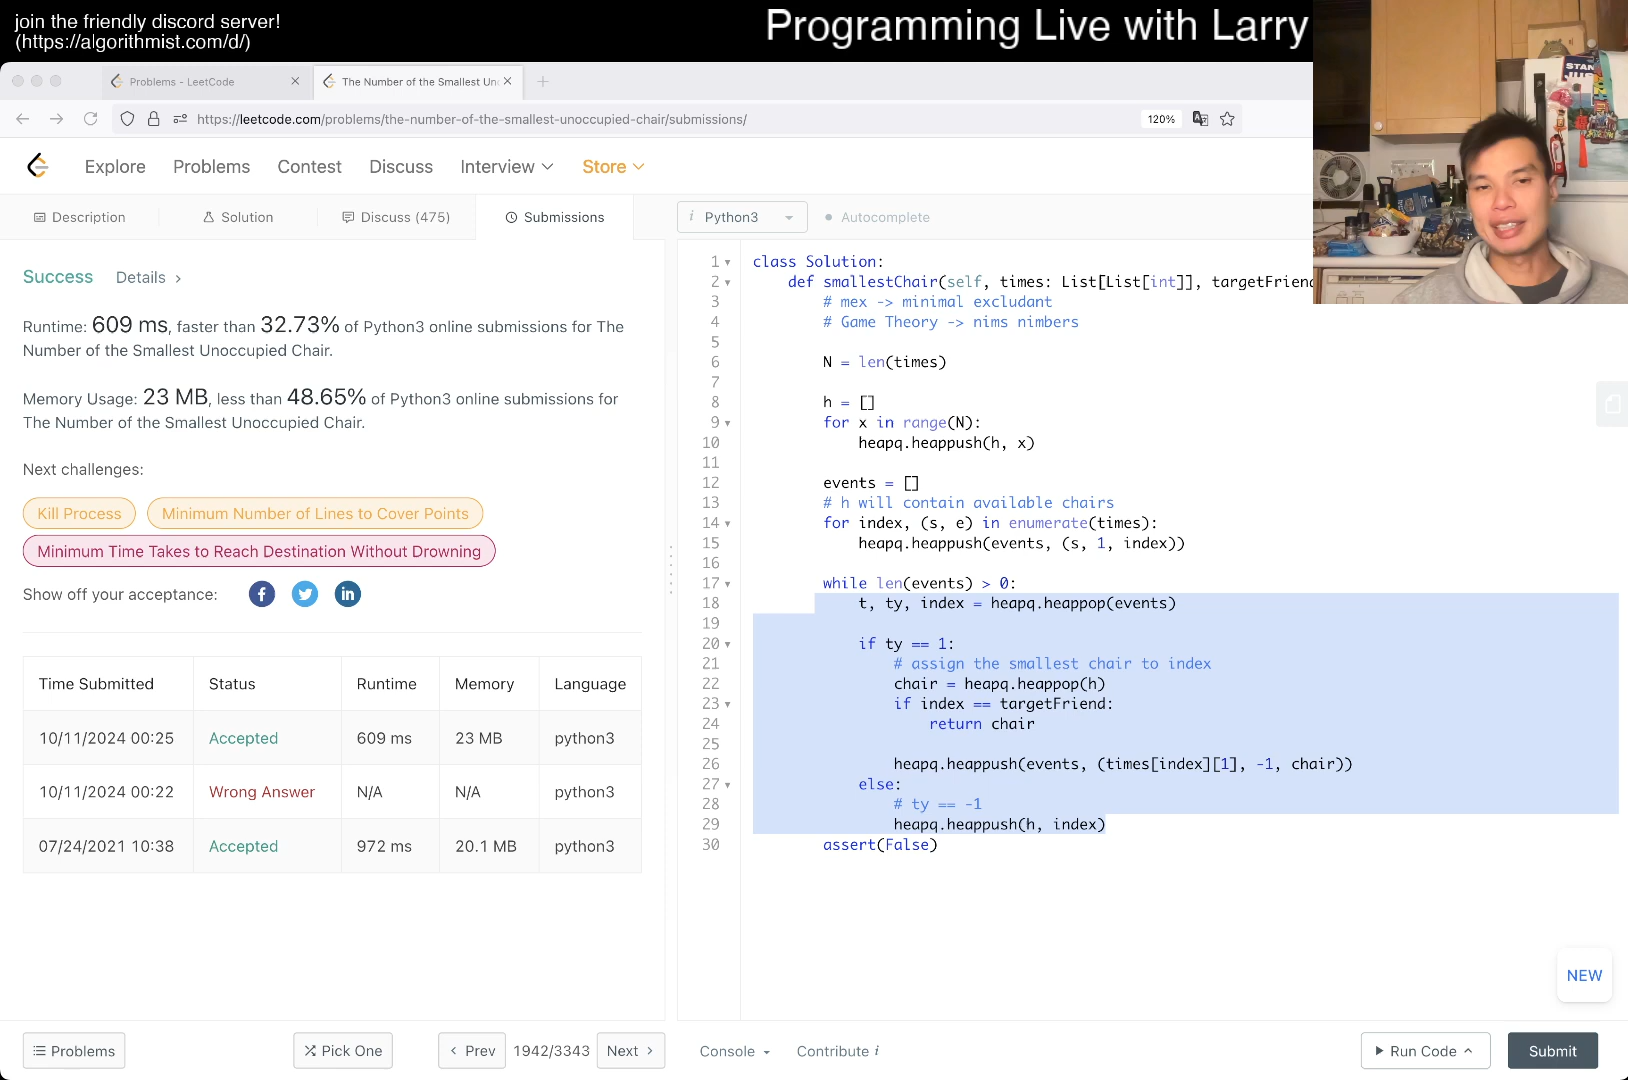 join the friendly discord server!
(https://algorithmist.com/d/)
Programming Live with Larry
Problems - LeetCode
The Number of the Smallest Un
https://leetcode.com/problems/the-number-of-the-smallest-unoccupied-chair/submissions/
120%
Explore Problems Contest Discuss Interview Store
Description Solution Discuss (475) Submissions
i Python3 Autocomplete
Success Details
Runtime: 609 ms, faster than 32.73% of Python3 online submissions for The
Number of the Smallest Unoccupied Chair.
Memory Usage: 23 MB, less than 48.65% of Python3 online submissions for
The Number of the Smallest Unoccupied Chair.
Next challenges:
Kill Process Minimum Number of Lines to Cover Points
Minimum Time Takes to Reach Destination Without Drowning
Show off your acceptance:
Time Submitted Status Runtime Memory Language
10/11/2024 00:25 Accepted 609 ms 23 MB python3
10/11/2024 00:22 Wrong Answer N/A N/A python3
07/24/2021 10:38 Accepted 972 ms 20.1 MB python3
1 class Solution:
2 def smallestChair(self, times: List[List[int]], targetFriend
3 # mex -> minimal excludant
4 # Game Theory -> nims nimbers
5
6 N = len(times)
7
8 h = []
9 for x in range(N):
10 heapq.heappush(h, x)
11
12 events = []
13 # h will contain available chairs
14 for index, (s, e) in enumerate(times):
15 heapq.heappush(events, (s, 1, index))
16
17 while len(events) > 0:
18 t, ty, index = heapq.heappop(events)
19
20 if ty == 1:
21 # assign the smallest chair to index
22 chair = heapq.heappop(h)
23 if index == targetFriend:
24 return chair
25
26 heapq.heappush(events, (times[index][1], -1, chair))
27 else:
28 # ty == -1
29 heapq.heappush(h, index)
30 assert(False)
NEW
Problems Pick One Prev 1942/3343 Next Console Contribute i Run Code Submit